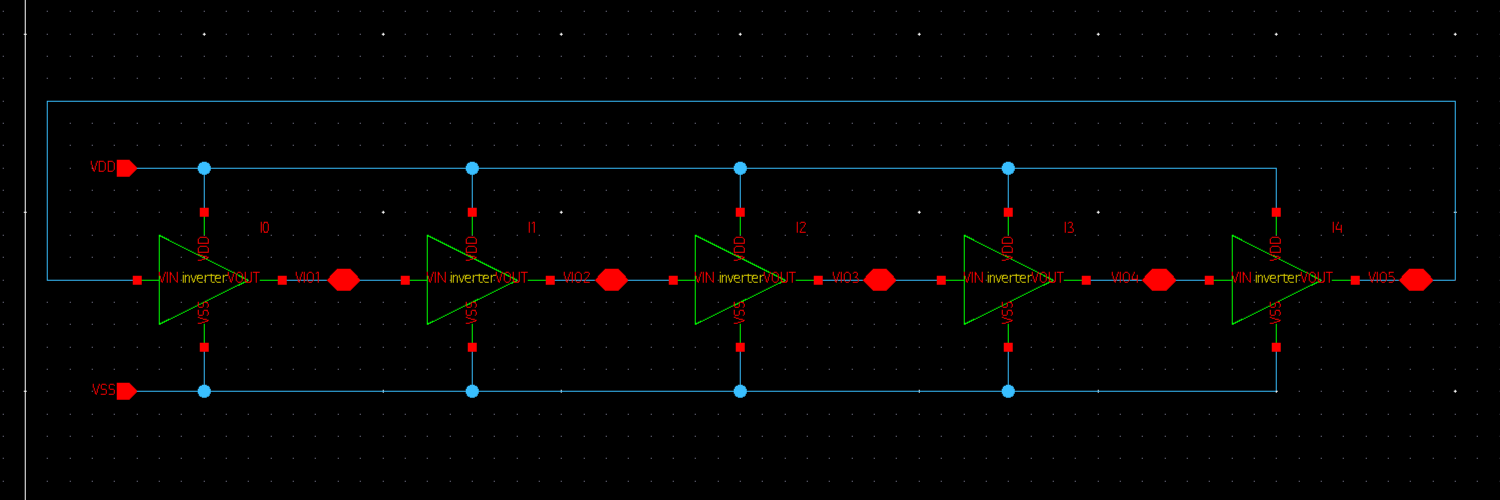 VDD
I0 I1 I2 I3 I4
VDD VDD VDD VDD VDD
VIN inverter VOUT VIO1 VIN inverter VOUT VIO2 VIN inverter VOUT VIO3 VIN inverter VOUT VIO4 VIN inverter VOUT VIO5
VSS VSS VSS VSS VSS
VSS